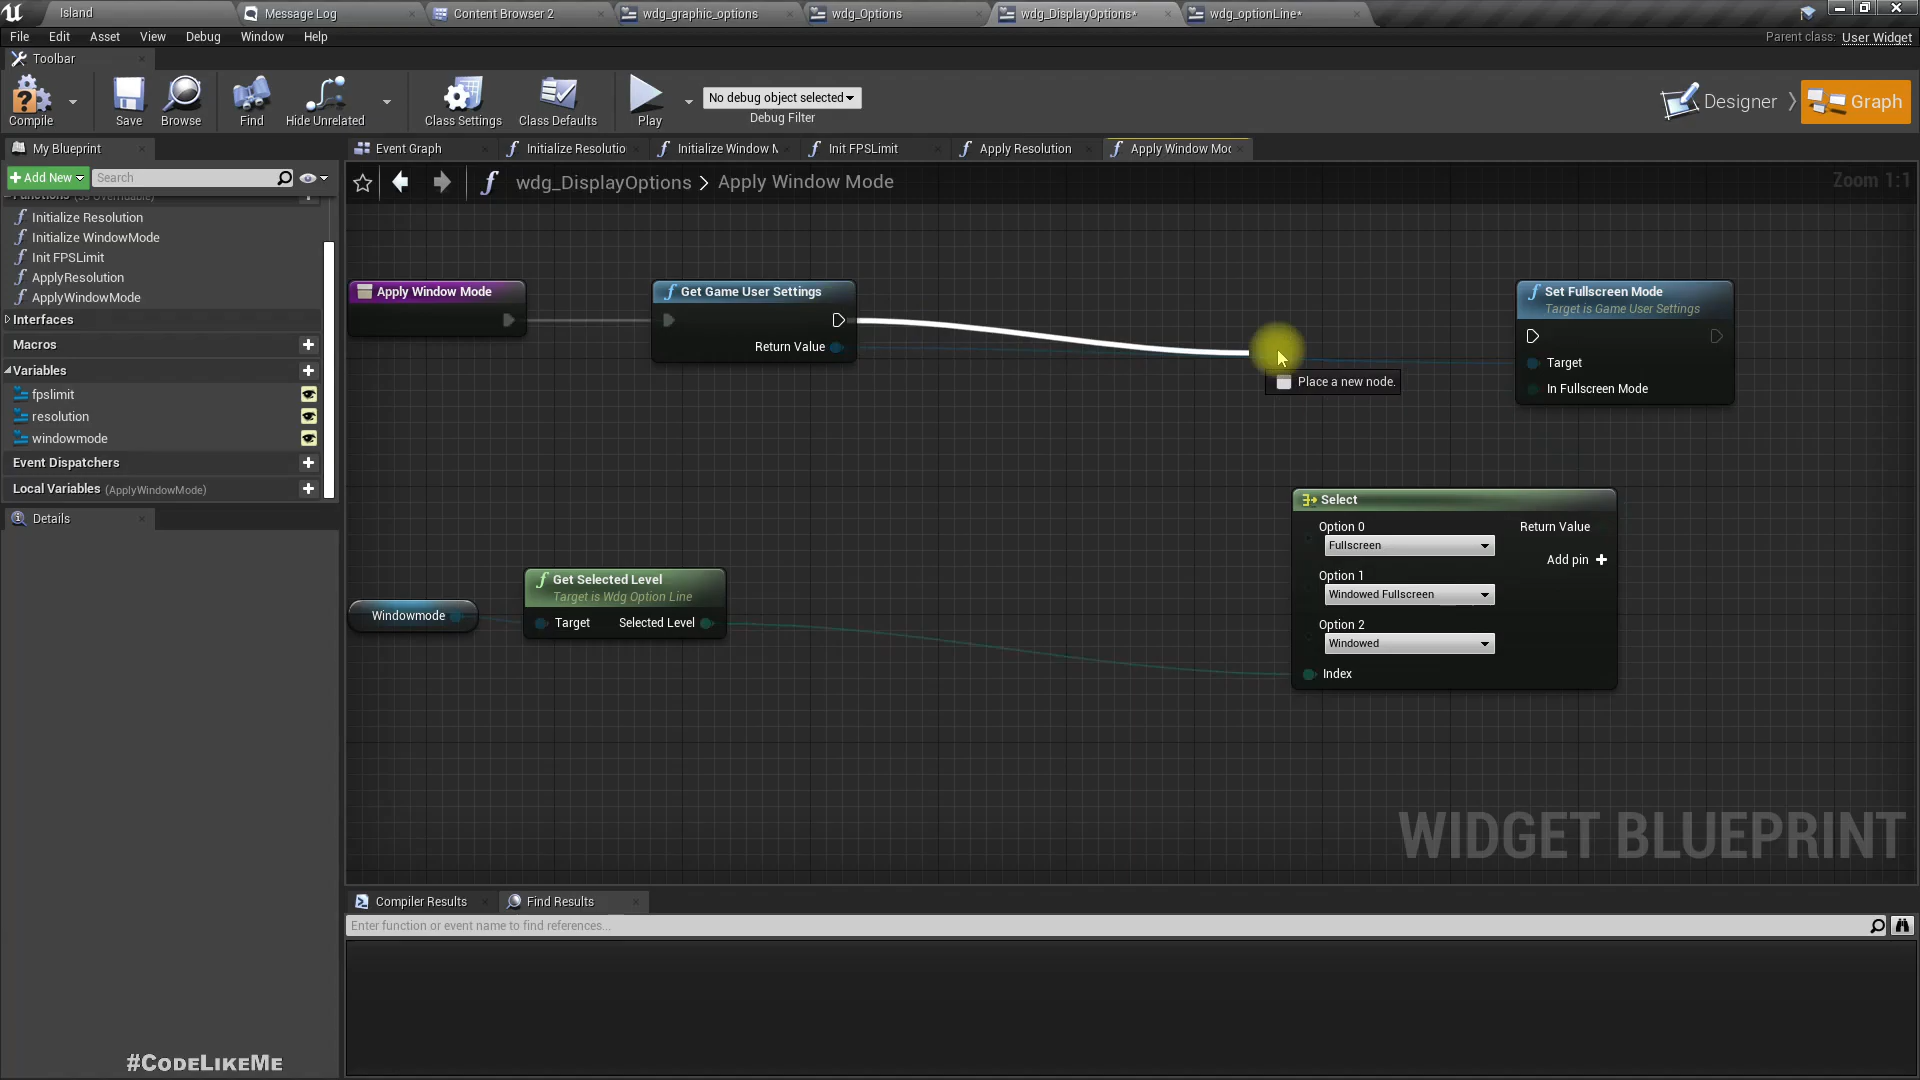 Island
Message Log
Content Browser 2
wdg_graphic_options
wdg_Options
wdg_DisplayOptions*
wdg_optionLine*
File
Edit
Asset
View
Debug
Window
Help
Parent class:
User Widget
Toolbar
Compile
Save
Browse
Find
Hide Unrelated
Class Settings
Class Defaults
Play
No debug object selected
Debug Filter
Designer
Graph
My Blueprint
Event Graph
Initialize Resolutio
Initialize Window M
Init FPSLimit
Apply Resolution
Apply Window Mod
Add New
Search
wdg_DisplayOptions > Apply Window Mode
Zoom 1:1
Initialize Resolution
Initialize WindowMode
Init FPSLimit
ApplyResolution
ApplyWindowMode
Interfaces
Macros
Variables
fpslimit
resolution
windowmode
Event Dispatchers
Local Variables (ApplyWindowMode)
Details
Apply Window Mode
Get Game User Settings
Return Value
Set Fullscreen Mode
Target is Game User Settings
Target
In Fullscreen Mode
Place a new node.
Select
Option 0
Fullscreen
Return Value
Add pin
Option 1
Windowed Fullscreen
Option 2
Windowed
Index
Windowmode
Get Selected Level
Target is Wdg Option Line
Target
Selected Level
WIDGET BLUEPRINT
Compiler Results
Find Results
Enter function or event name to find references...
#CodeLikeMe